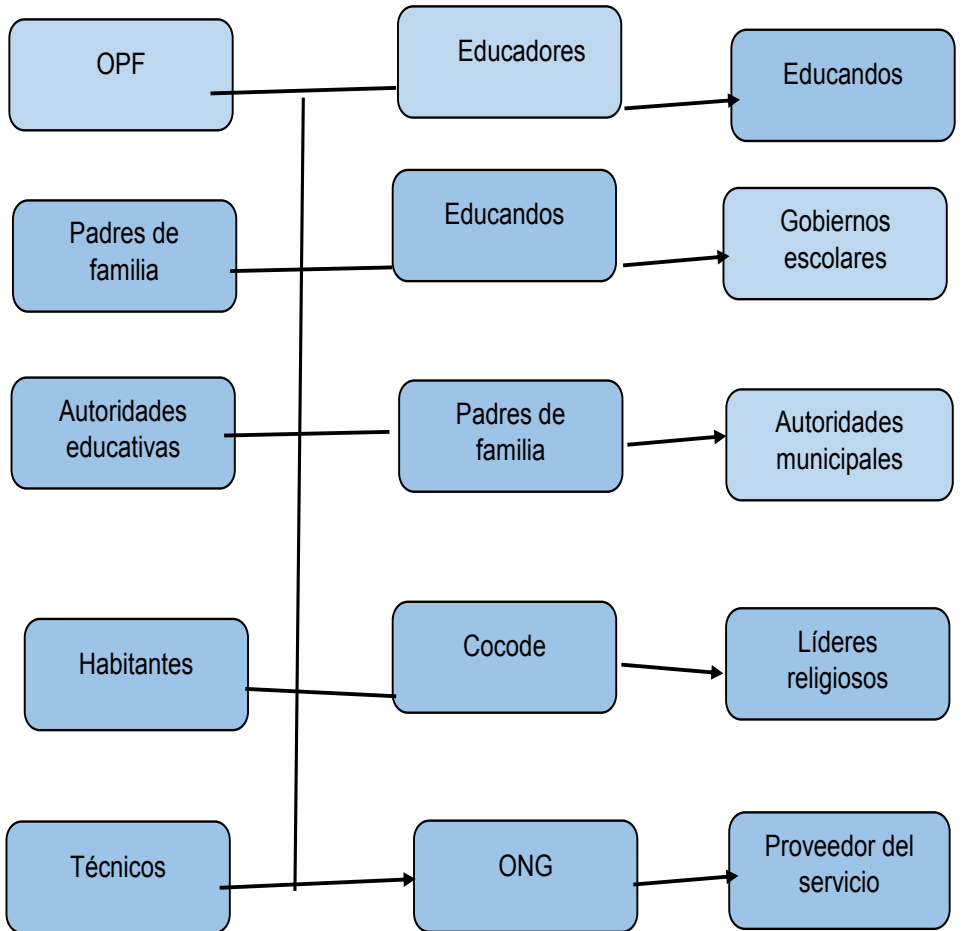 OPF
Educadores
Educandos
Padres de
familia
Educandos
Gobiernos
escolares
Autoridades
educativas
Padres de
familia
Autoridades
municipales
Habitantes
Cocode
Líderes
religiosos
Técnicos
ONG
Proveedor del
servicio